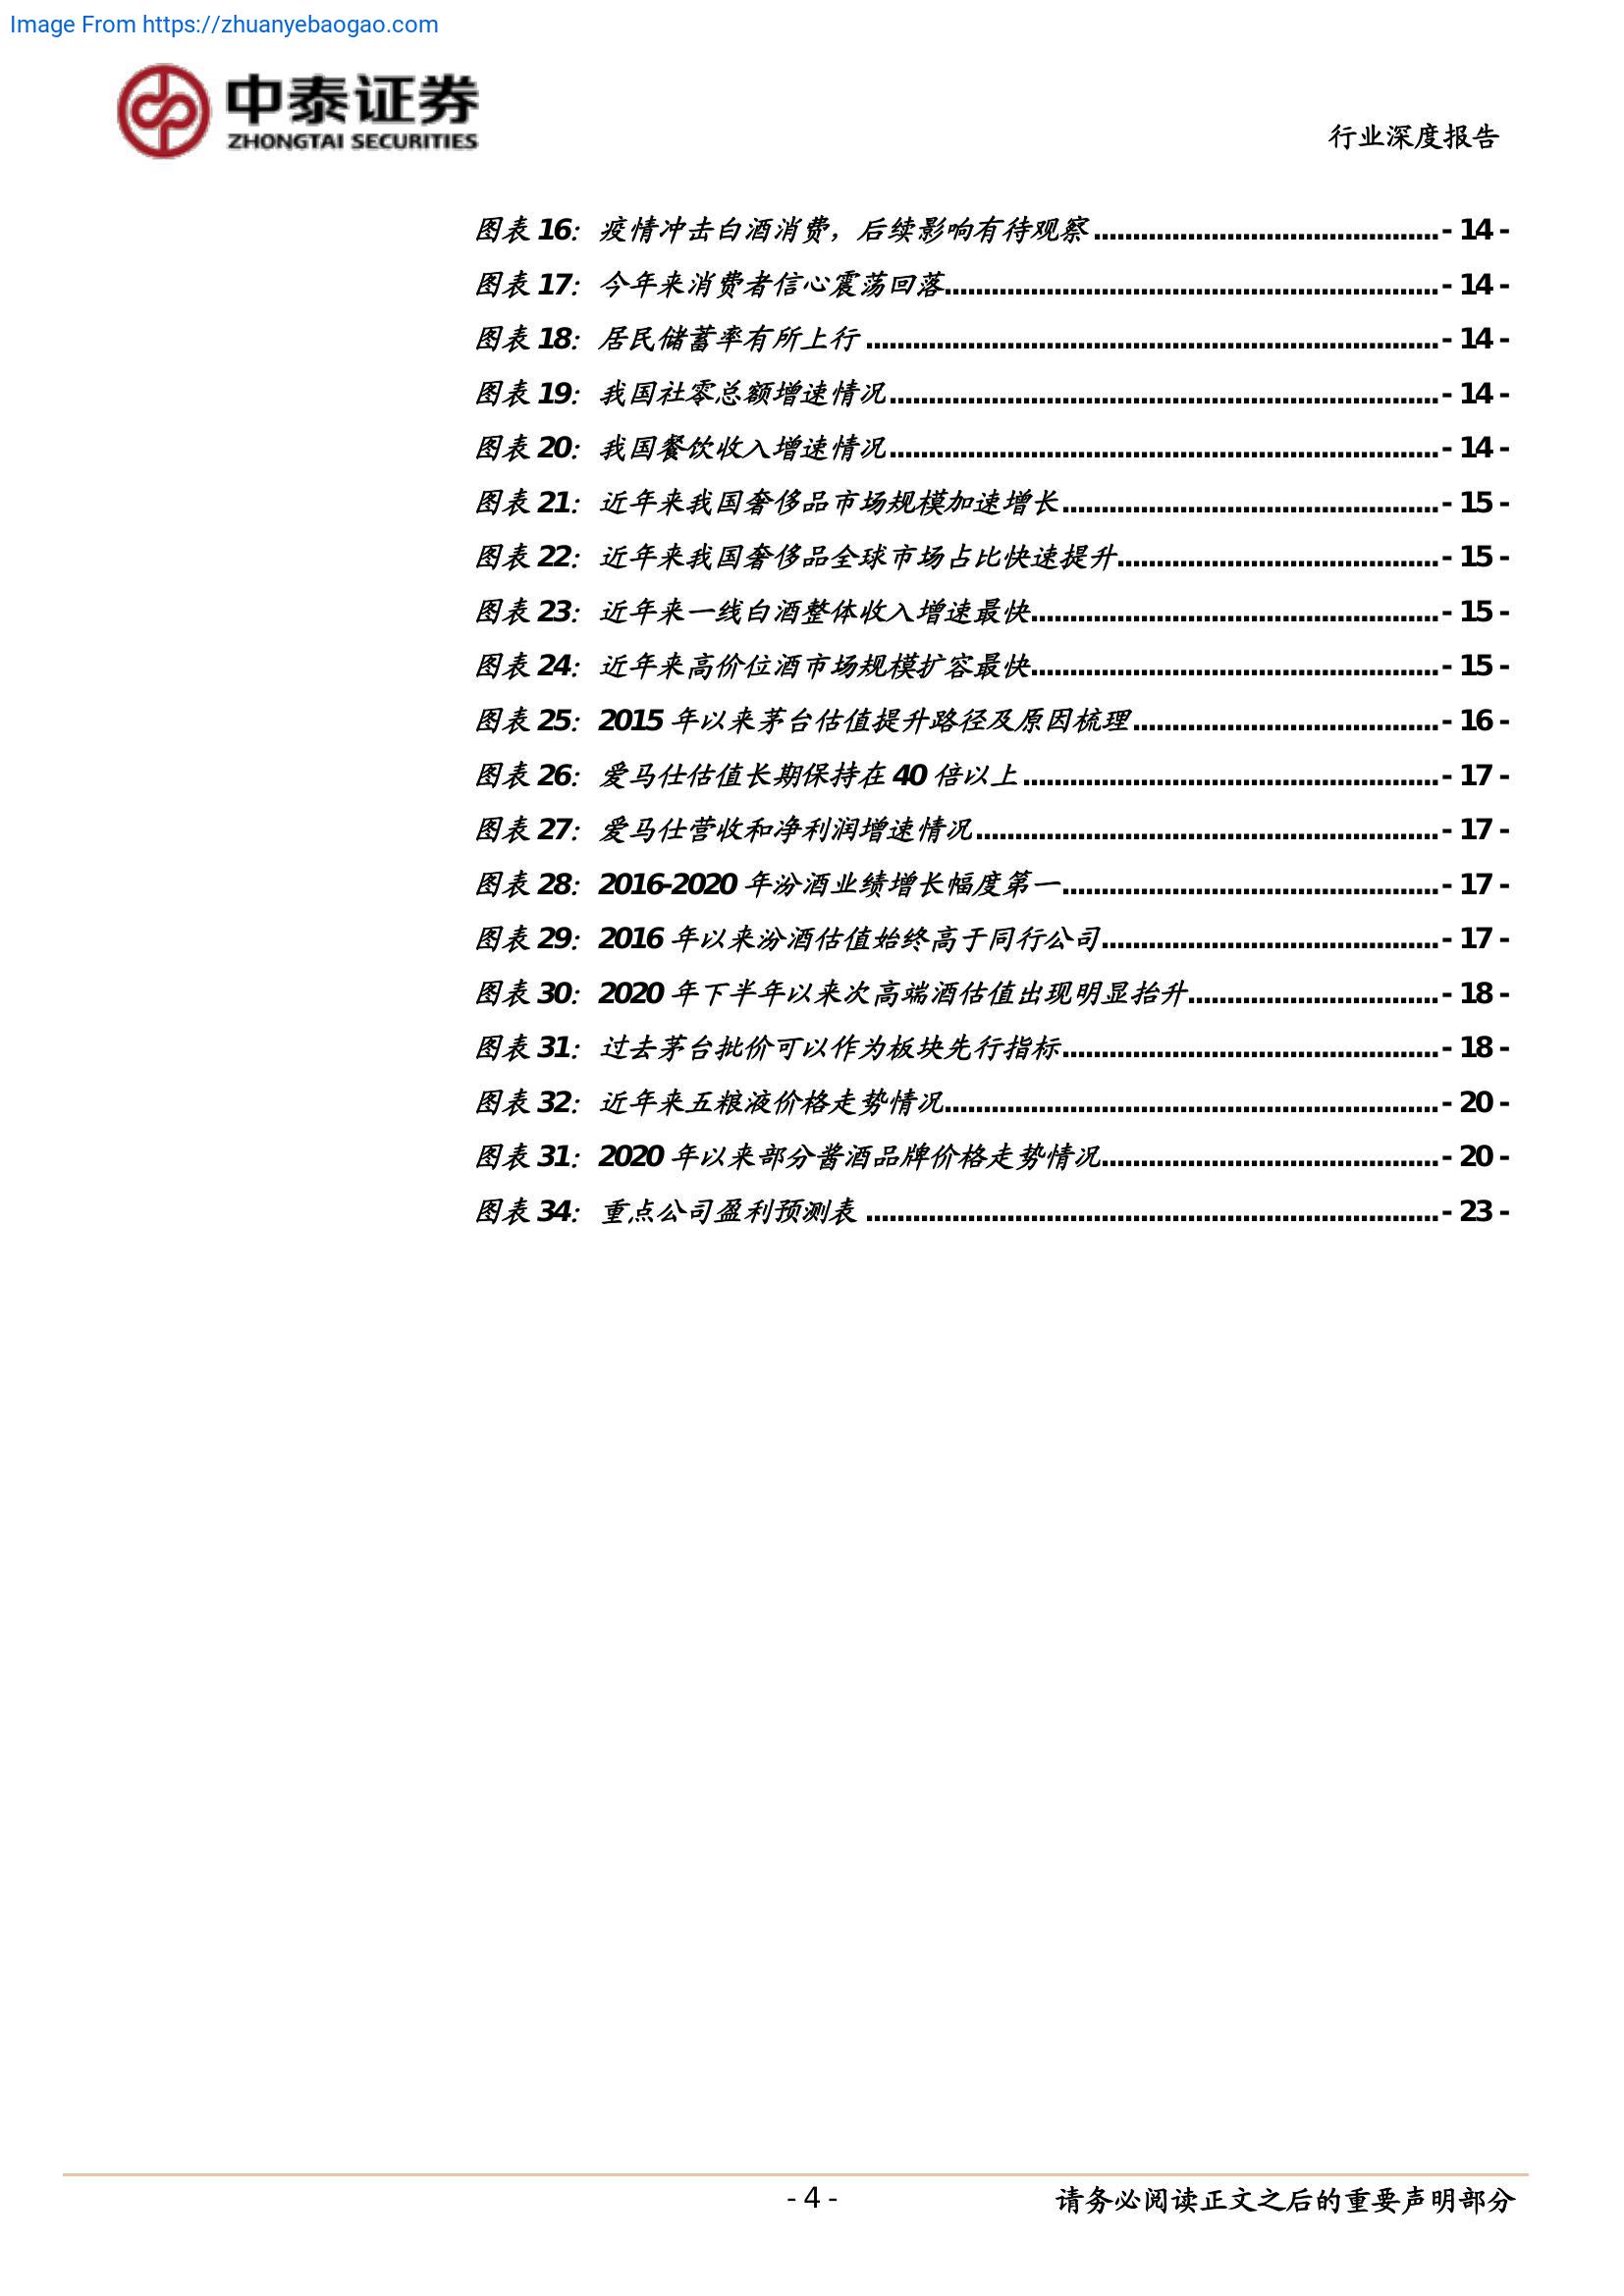 Image From https://zhuanyebaogao.com
中泰证券
ZHONGTAI SECURITIES
行业深度报告
图表 16：疫情冲击白酒消费，后续影响有待观察............................................- 14 -
图表 17：今年来消费者信心震荡回落...............................................................- 14 -
图表 18：居民储蓄率有所上行.........................................................................- 14 -
图表 19：我国社零总额增速情况......................................................................- 14 -
图表 20：我国餐饮收入增速情况......................................................................- 14 -
图表 21：近年来我国奢侈品市场规模加速增长................................................- 15 -
图表 22：近年来我国奢侈品全球市场占比快速提升.........................................- 15 -
图表 23：近年来一线白酒整体收入增速最快....................................................- 15 -
图表 24：近年来高价位酒市场规模扩容最快....................................................- 15 -
图表 25：2015 年以来茅台估值提升路径及原因梳理.......................................- 16 -
图表 26：爱马仕估值长期保持在 40 倍以上.....................................................- 17 -
图表 27：爱马仕营收和净利润增速情况...........................................................- 17 -
图表 28：2016-2020 年汾酒业绩增长幅度第一................................................- 17 -
图表 29：2016 年以来汾酒估值始终高于同行公司...........................................- 17 -
图表 30：2020 年下半年以来次高端酒估值出现明显抬升................................- 18 -
图表 31：过去茅台批价可以作为板块先行指标................................................- 18 -
图表 32：近年来五粮液价格走势情况...............................................................- 20 -
图表 31：2020 年以来部分酱酒品牌价格走势情况...........................................- 20 -
图表 34：重点公司盈利预测表.........................................................................- 23 -
- 4 -
请务必阅读正文之后的重要声明部分